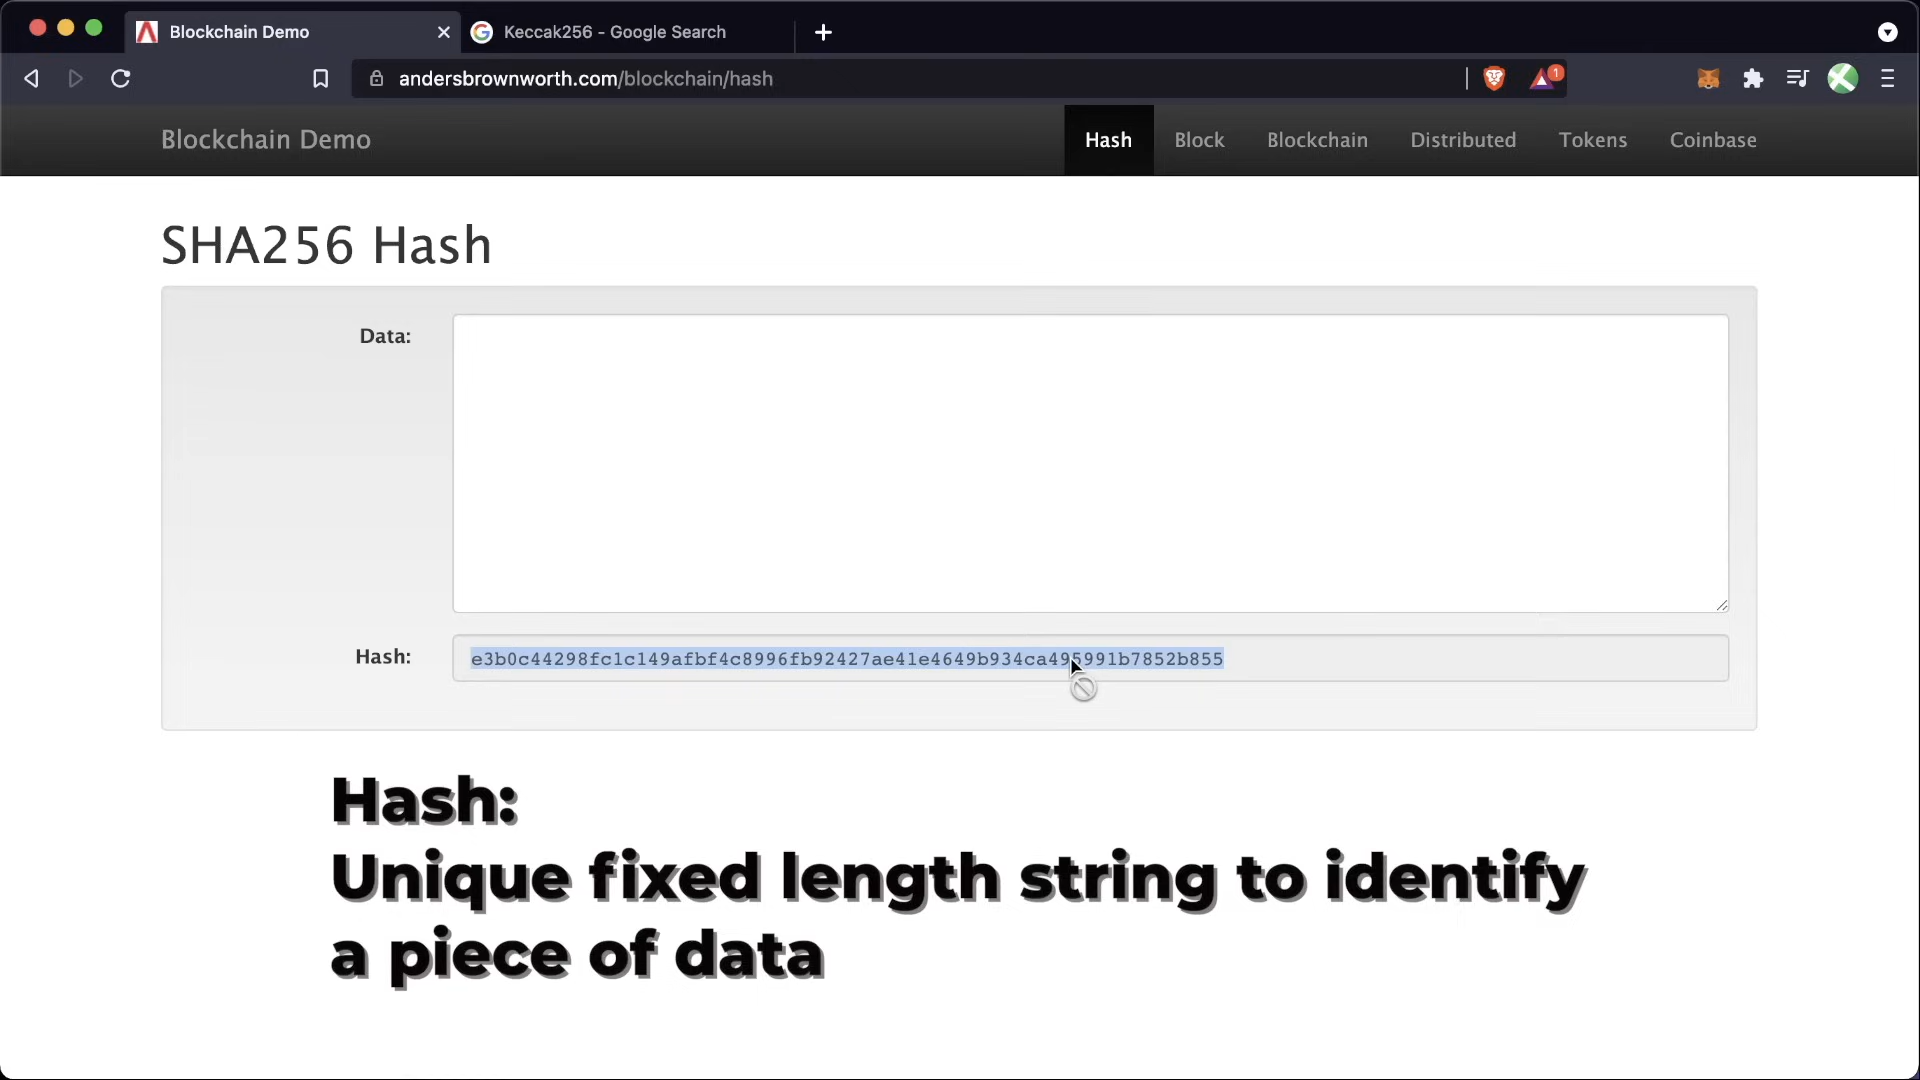 Blockchain Demo
Keccak256 - Google Search
andersbrownworth.com/blockchain/hash
1
Blockchain Demo
Hash
Block
Blockchain
Distributed
Tokens
Coinbase
SHA256 Hash
Data:
Hash:
e3b0c44298fc1c149afbf4c8996fb92427ae41e4649b934ca495991b7852b855
Hash:
Unique fixed length string to identify
a piece of data